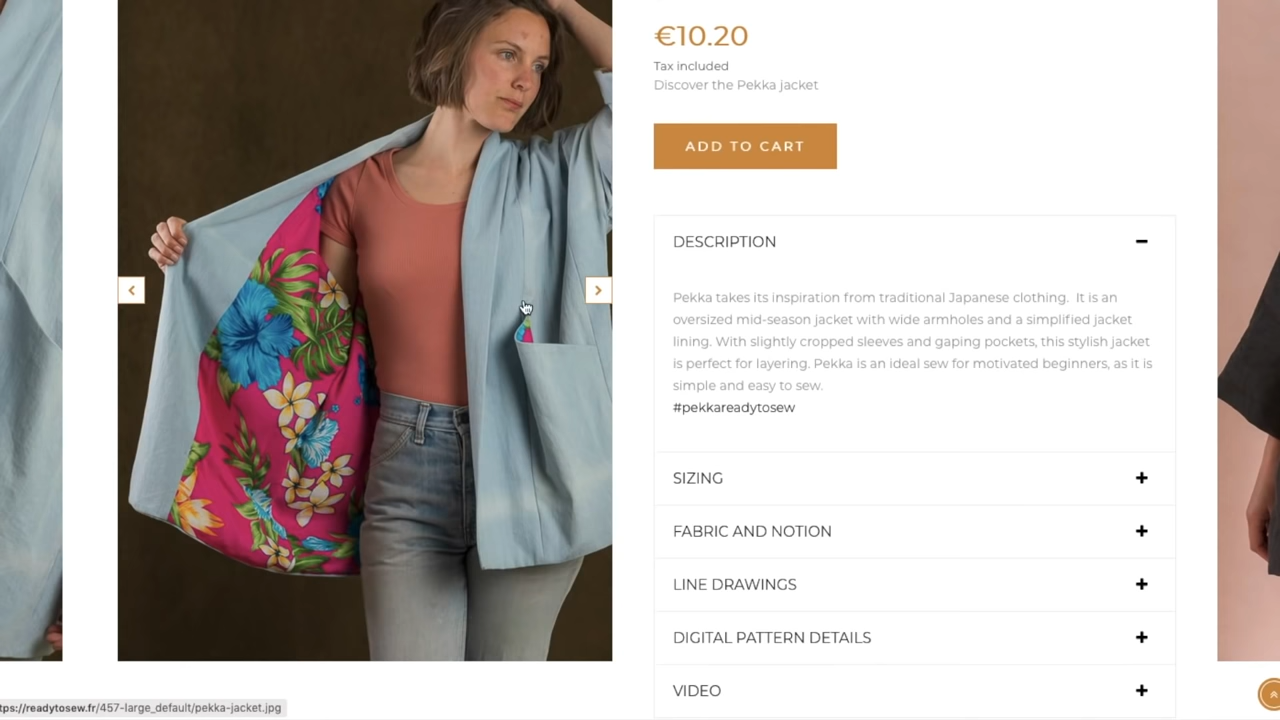 €10.20
Tax included
Discover the Pekka jacket
ADD TO CART
DESCRIPTION
Pekka takes its inspiration from traditional Japanese clothing. It is an
oversized mid-season jacket with wide armholes and a simplified jacket
lining. With slightly cropped sleeves and gaping pockets, this stylish jacket
is perfect for layering. Pekka is an ideal sew for motivated beginners, as it is
simple and easy to sew.
#pekkareadytosew
SIZING
FABRIC AND NOTION
LINE DRAWINGS
DIGITAL PATTERN DETAILS
VIDEO
tps://readytosew.fr/457-large_default/pekka-jacket.jpg